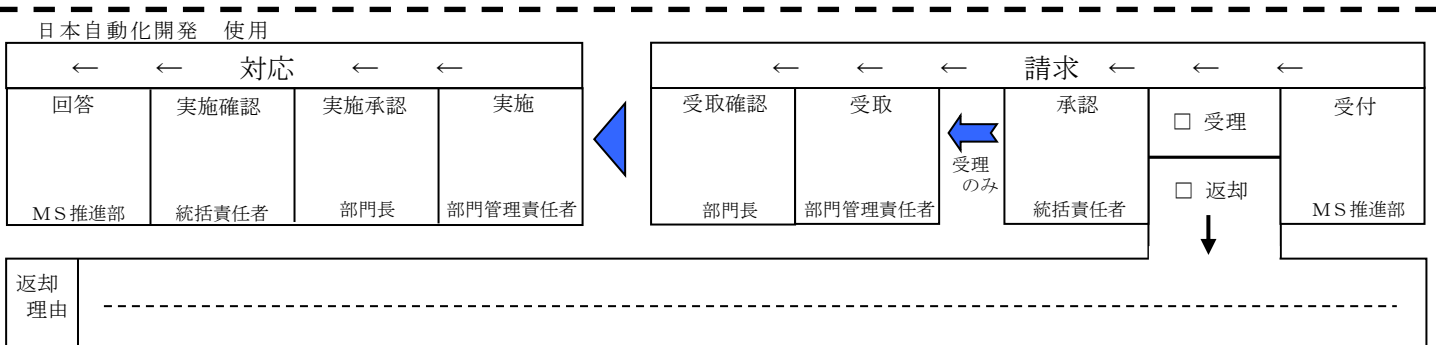 日本自動化開発　使用
← ← 対応 ← ←
← ← ← 請求 ← ← ←
回答 実施確認 実施承認 実施
受取確認 受取 承認 □ 受理 受付
受理
のみ
□ 返却
MS推進部 統括責任者 部門長 部門管理責任者
部門長 部門管理責任者 統括責任者 MS推進部
返却
理由